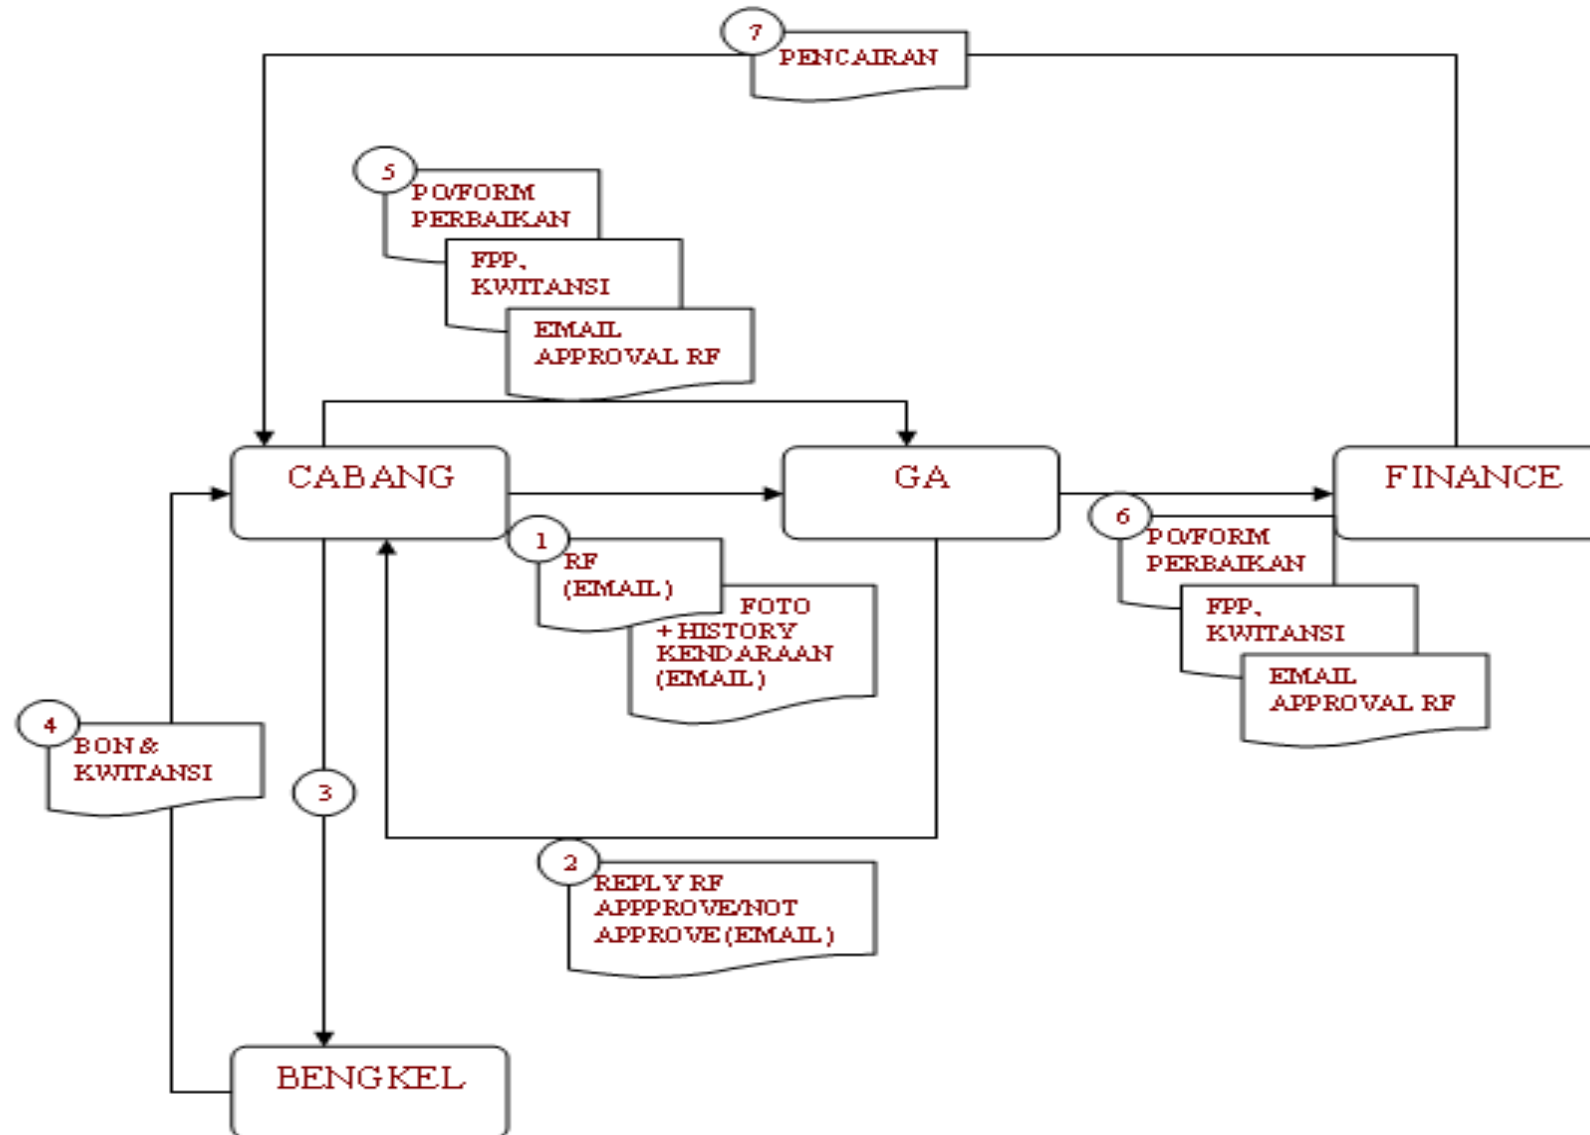 7
PENCAIRAN
5
PO/FORM
PERBAIKAN
FPP,
KWITANSI
EMAIL
APPROVAL RF
CABANG
GA
FINANCE
1
RF
(EMAIL)
FOTO
+ HISTORY
KENDARAAN
(EMAIL)
6
PO/FORM
PERBAIKAN
FPP,
KWITANSI
EMAIL
APPROVAL RF
4
BON &
KWITANSI
3
2
REPLY RF
APPPROVE/NOT
APPROVE (EMAIL)
BENGKEL